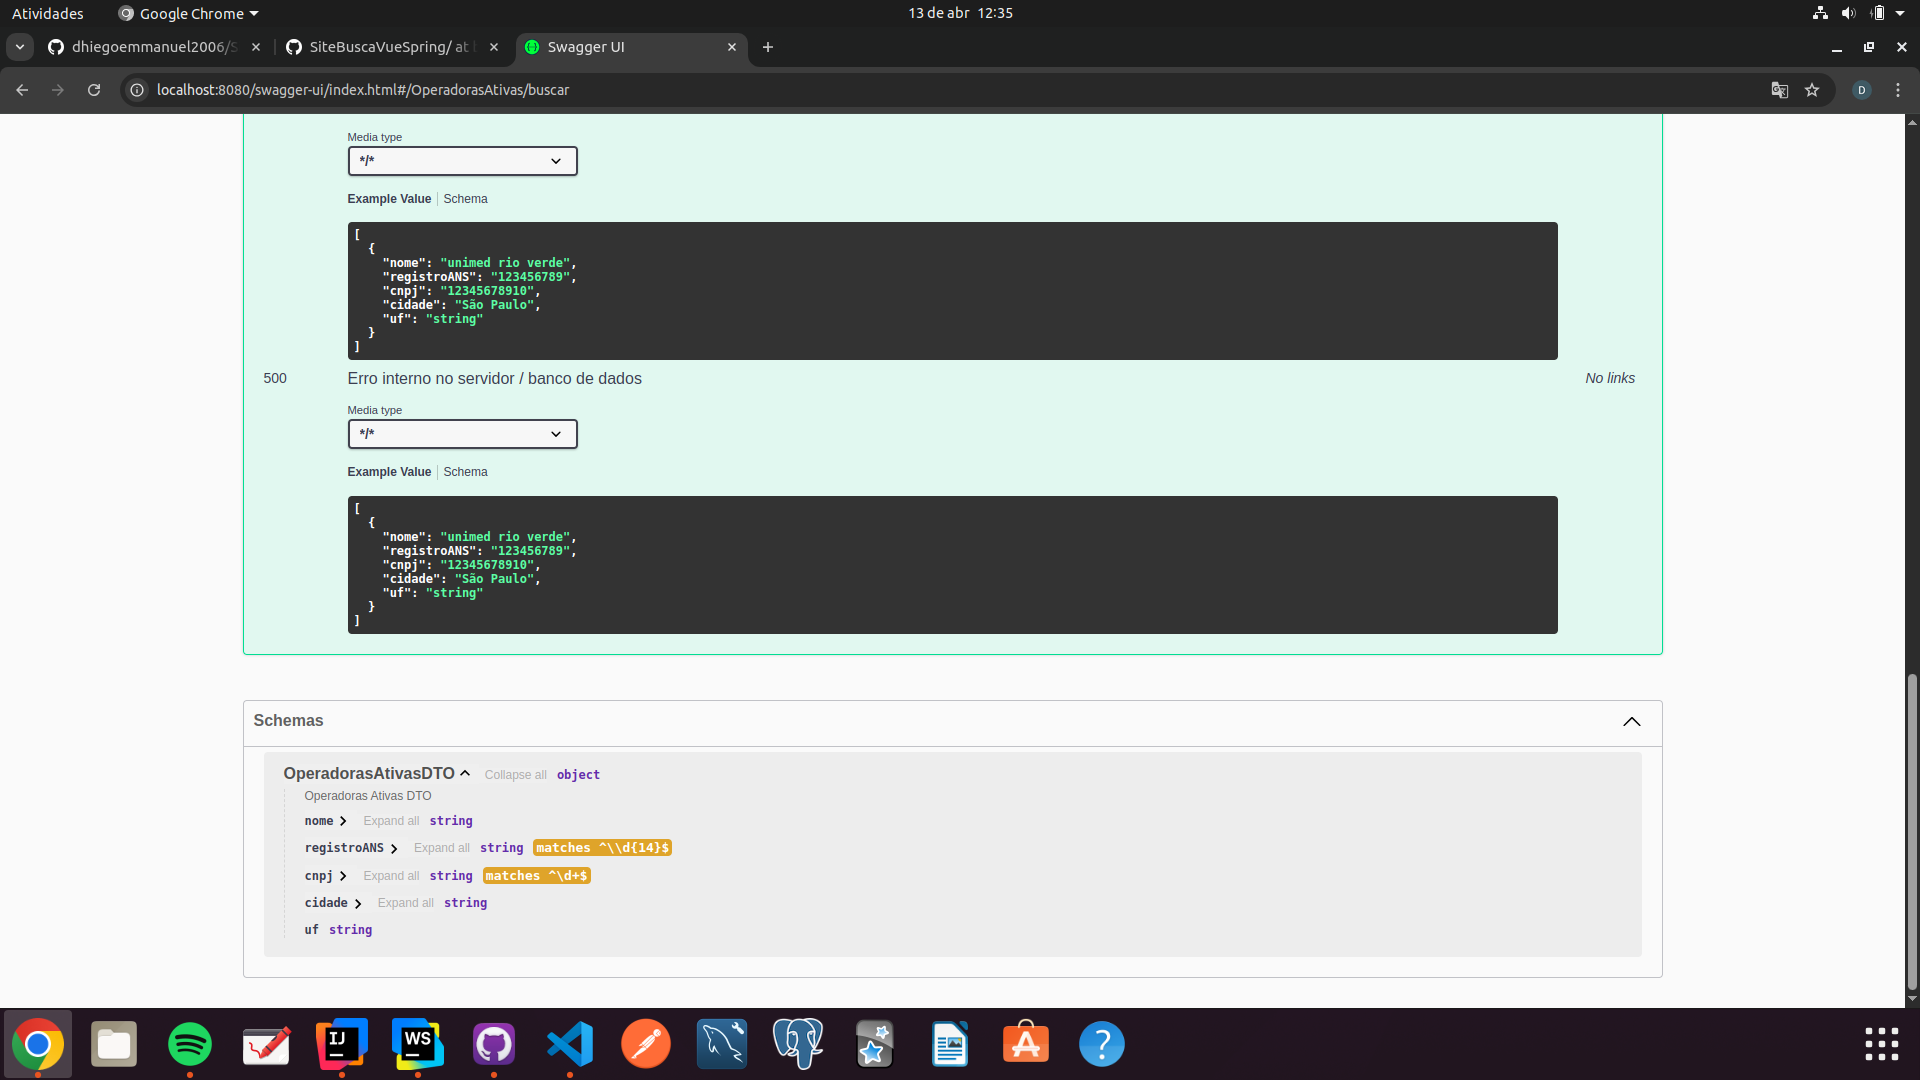 Atividades
Google Chrome
13 de abr 12:35
dhiegoemmanuel2006/S
SiteBuscaVueSpring/ at
Swagger UI
localhost:8080/swagger-ui/index.html#/OperadorasAtivas/buscar
D
Media type
*/*
Example Value
Schema
[
{
"nome": "unimed rio verde",
"registroANS": "123456789",
"cnpj": "12345678910",
"cidade": "São Paulo",
"uf": "string"
}
]
500
Erro interno no servidor / banco de dados
No links
Media type
*/*
Example Value
Schema
[
{
"nome": "unimed rio verde",
"registroANS": "123456789",
"cnpj": "12345678910",
"cidade": "São Paulo",
"uf": "string"
}
]
Schemas
OperadorasAtivasDTO
Collapse all
object
Operadoras Ativas DTO
nome
Expand all
string
registroANS
Expand all
string
matches ^\\d{14}$
cnpj
Expand all
string
matches ^\d+$
cidade
Expand all
string
uf
string
IJ
WS
A
?